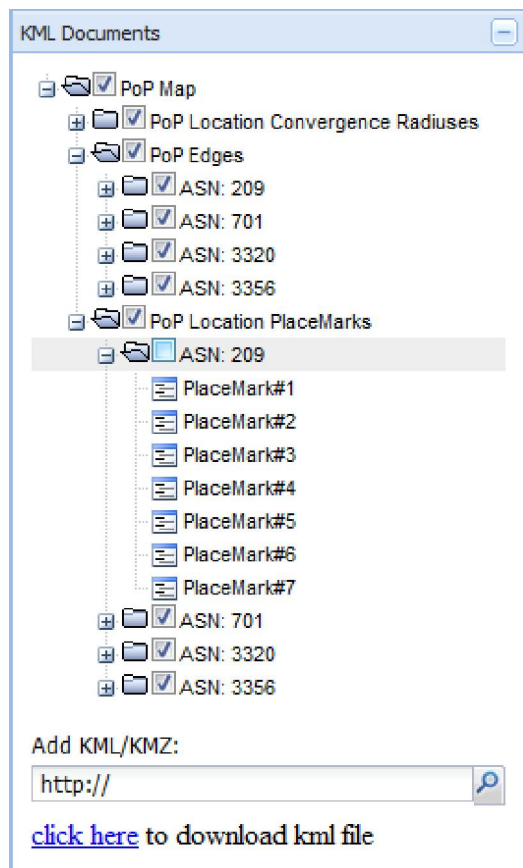 KML Documents
PoP Map
PoP Location Convergence Radiuses
PoP Edges
ASN: 209
ASN: 701
ASN: 3320
ASN: 3356
PoP Location PlaceMarks
ASN: 209
PlaceMark#1
PlaceMark#2
PlaceMark#3
PlaceMark#4
PlaceMark#5
PlaceMark#6
PlaceMark#7
ASN: 701
ASN: 3320
ASN: 3356
Add KML/KMZ:
http://
click here to download kml file